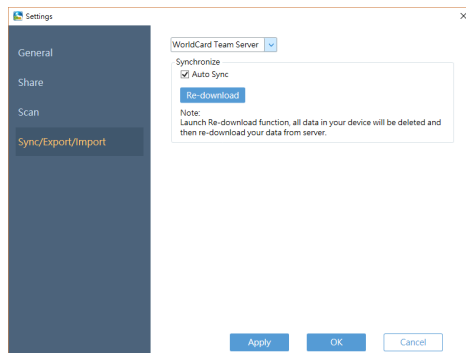 Settings
General
Share
Scan
Sync/Export/Import
WorldCard Team Server
Synchronize
Auto Sync
Re-download
Note:
Launch Re-download function, all data in your device will be deleted and
then re-download your data from server.
Apply
OK
Cancel